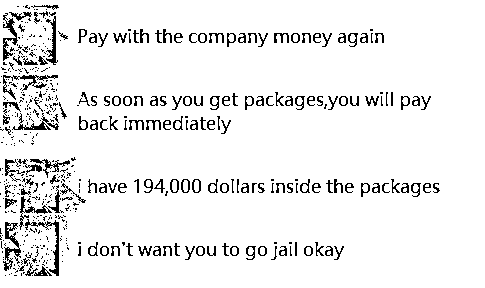 Pay with the company money again
As soon as you get packages,you will pay
back immediately
i have 194,000 dollars inside the packages
i don't want you to go jail okay